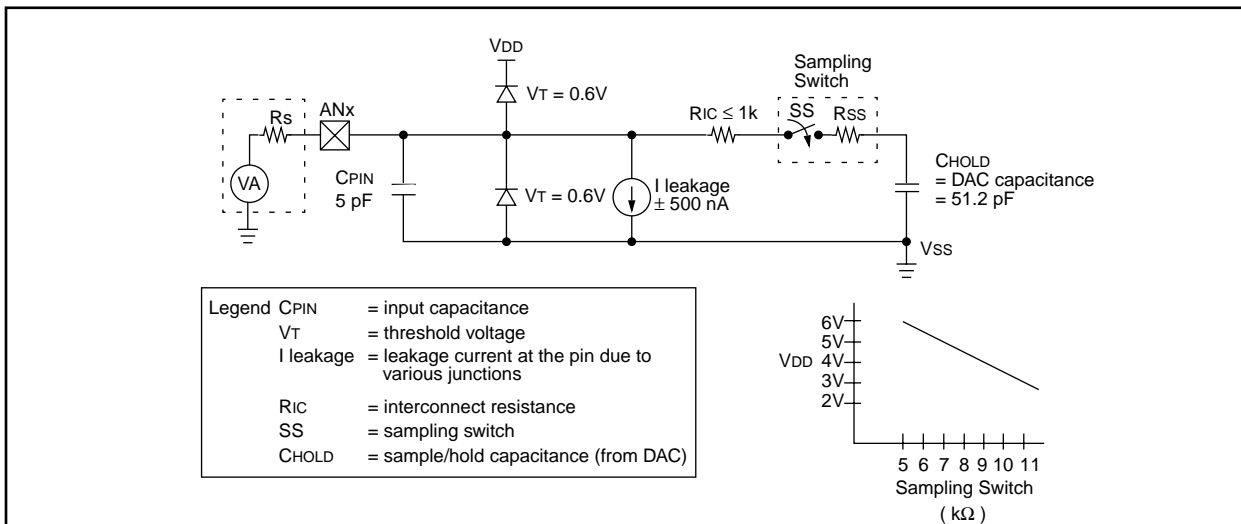 VDD
Sampling
Switch
VT = 0.6V
RIC ≤ 1k
SS
RSS
Rs
ANx
VA
CPIN
5 pF
VT = 0.6V
I leakage
± 500 nA
CHOLD
= DAC capacitance
= 51.2 pF
VSS
Legend CPIN = input capacitance
VT = threshold voltage
I leakage = leakage current at the pin due to
various junctions
RIC = interconnect resistance
SS = sampling switch
CHOLD = sample/hold capacitance (from DAC)
6V
5V
VDD 4V
3V
2V
5 6 7 8 9 10 11
Sampling Switch
( kΩ )